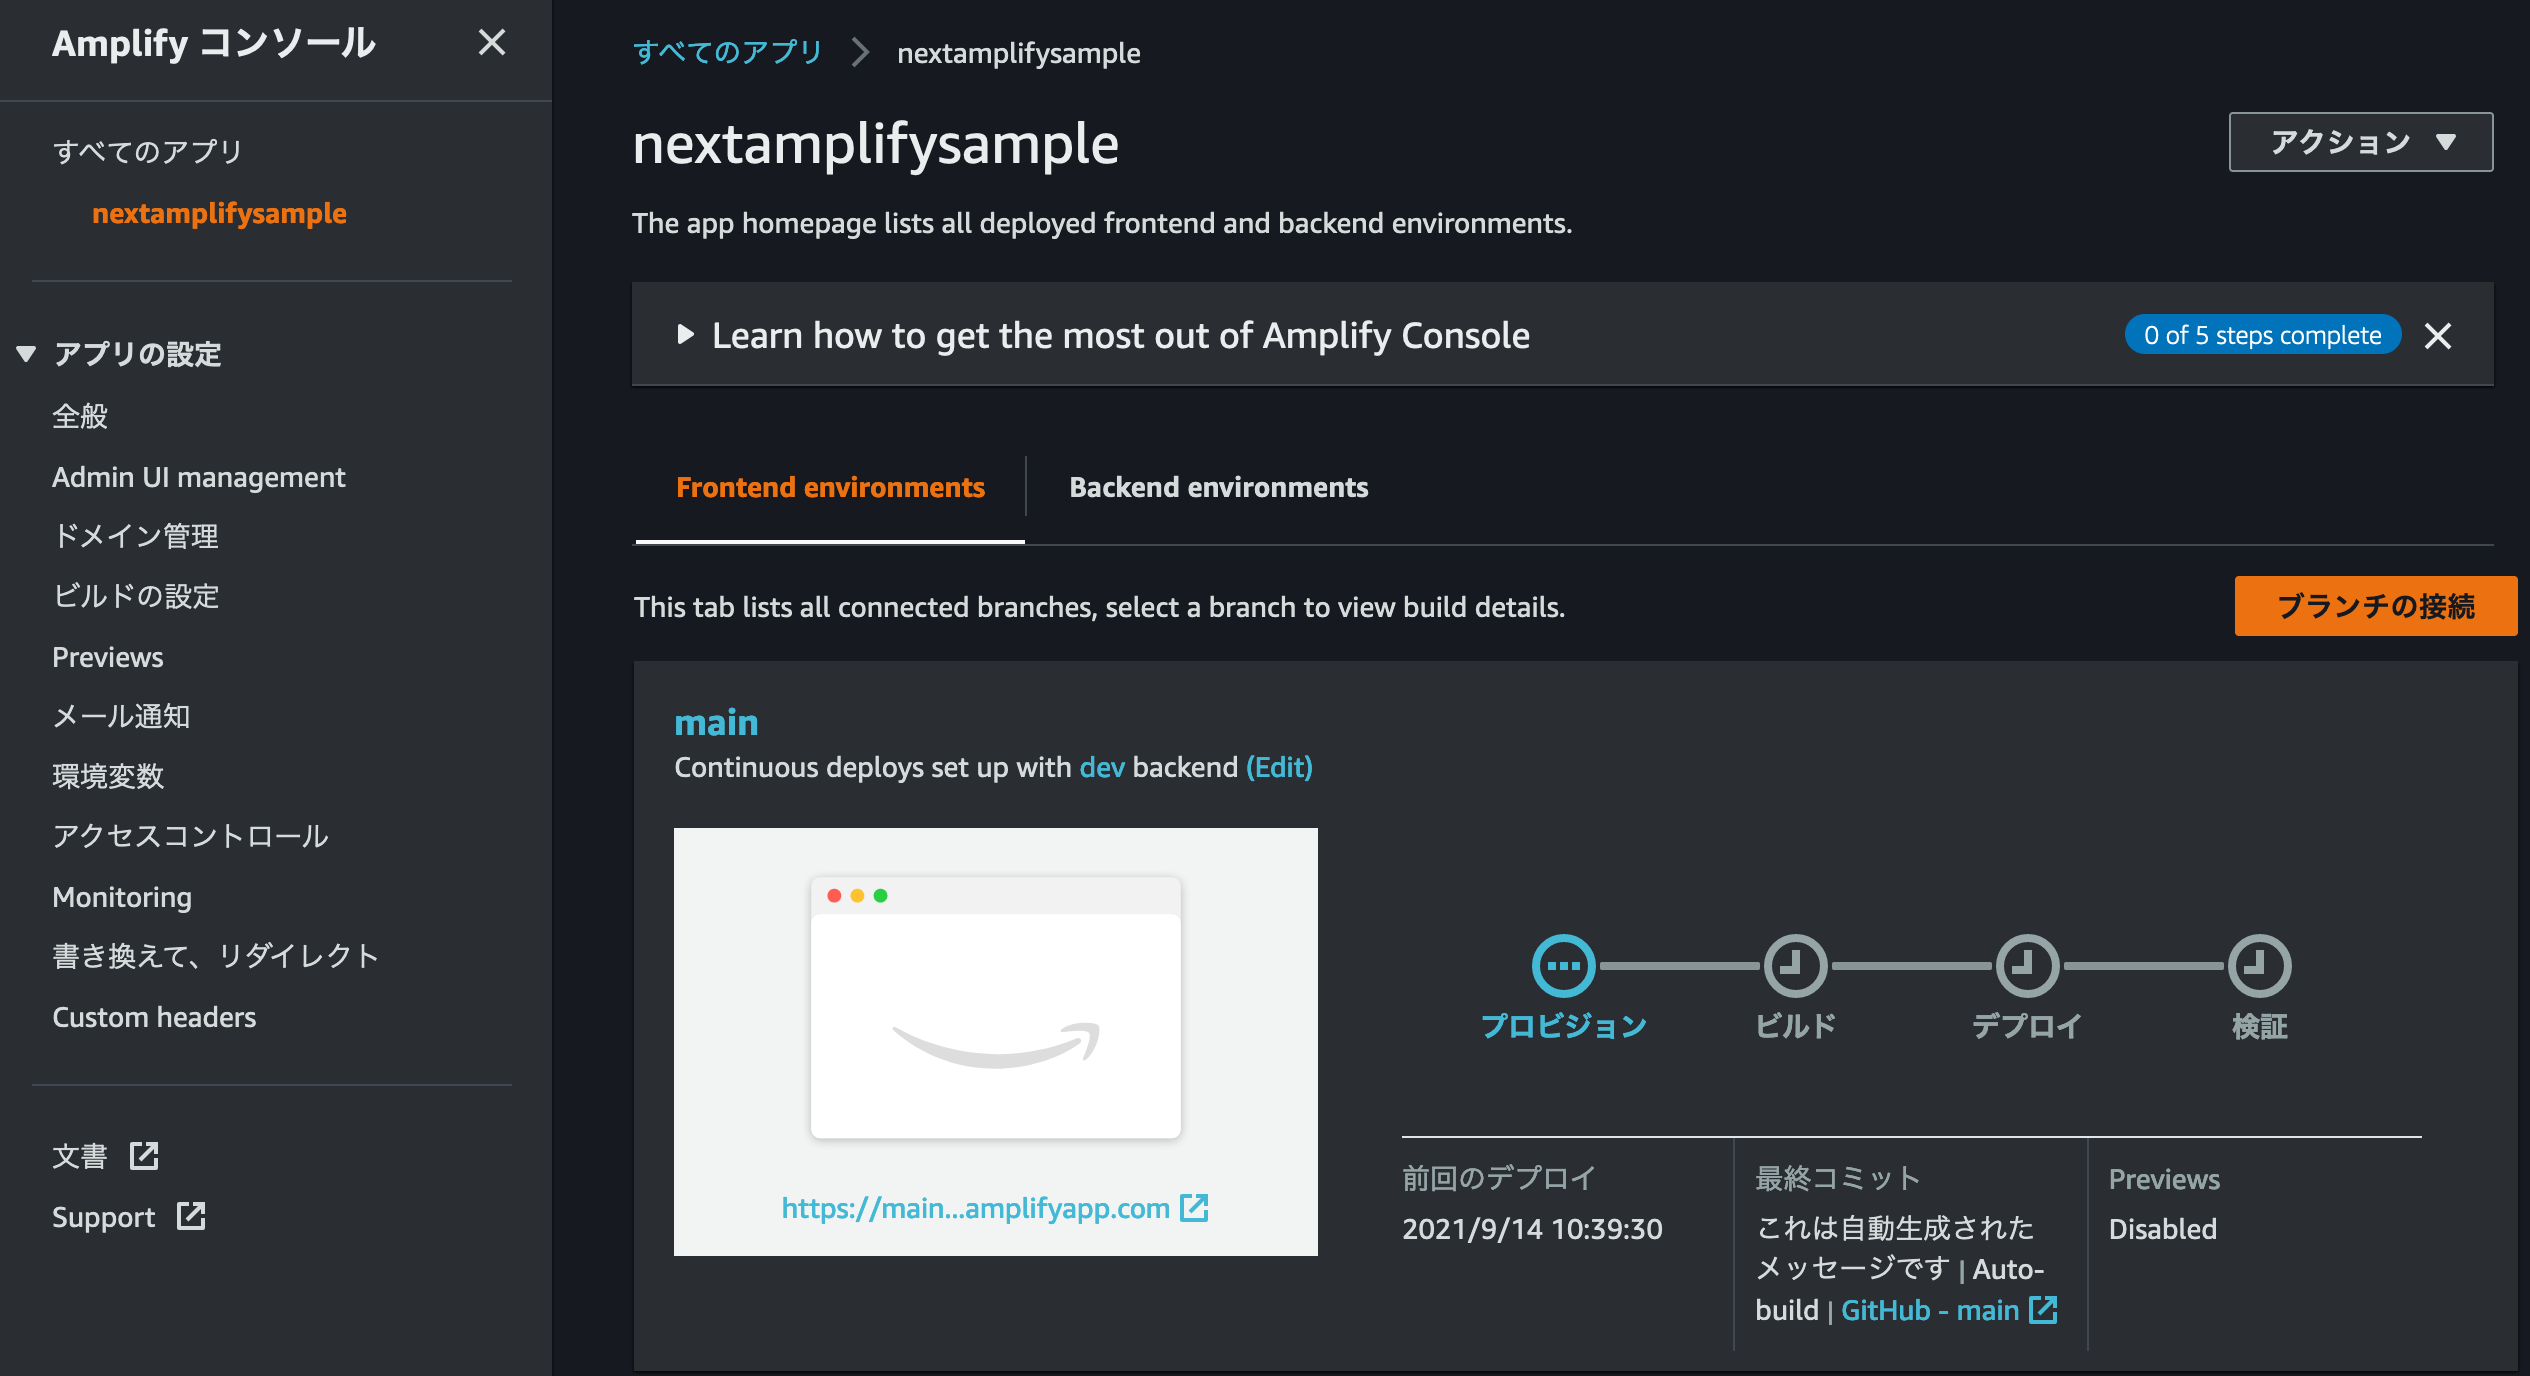 Amplify コンソール
すべてのアプリ
nextamplifysample
アプリの設定
全般
Admin UI management
ドメイン管理
ビルドの設定
Previews
メール通知
環境変数
アクセスコントロール
Monitoring
書き換えて、リダイレクト
Custom headers
文書
Support
すべてのアプリ
nextamplifysample
nextamplifysample
アクション
The app homepage lists all deployed frontend and backend environments.
Learn how to get the most out of Amplify Console
0 of 5 steps complete
Frontend environments
Backend environments
This tab lists all connected branches, select a branch to view build details.
ブランチの接続
main
Continuous deploys set up with dev backend (Edit)
https://main...amplifyapp.com
プロビジョン
ビルド
デプロイ
検証
前回のデプロイ
2021/9/14 10:39:30
最終コミット
これは自動生成された
メッセージです | Auto-
build | GitHub - main
Previews
Disabled